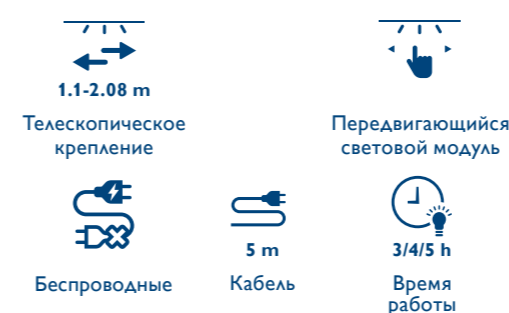 1.1-2.08 m
Телескопическое
крепление
Передвигающийся
световой модуль
Беспроводные
5 m
Кабель
3/4/5 h
Время
работы